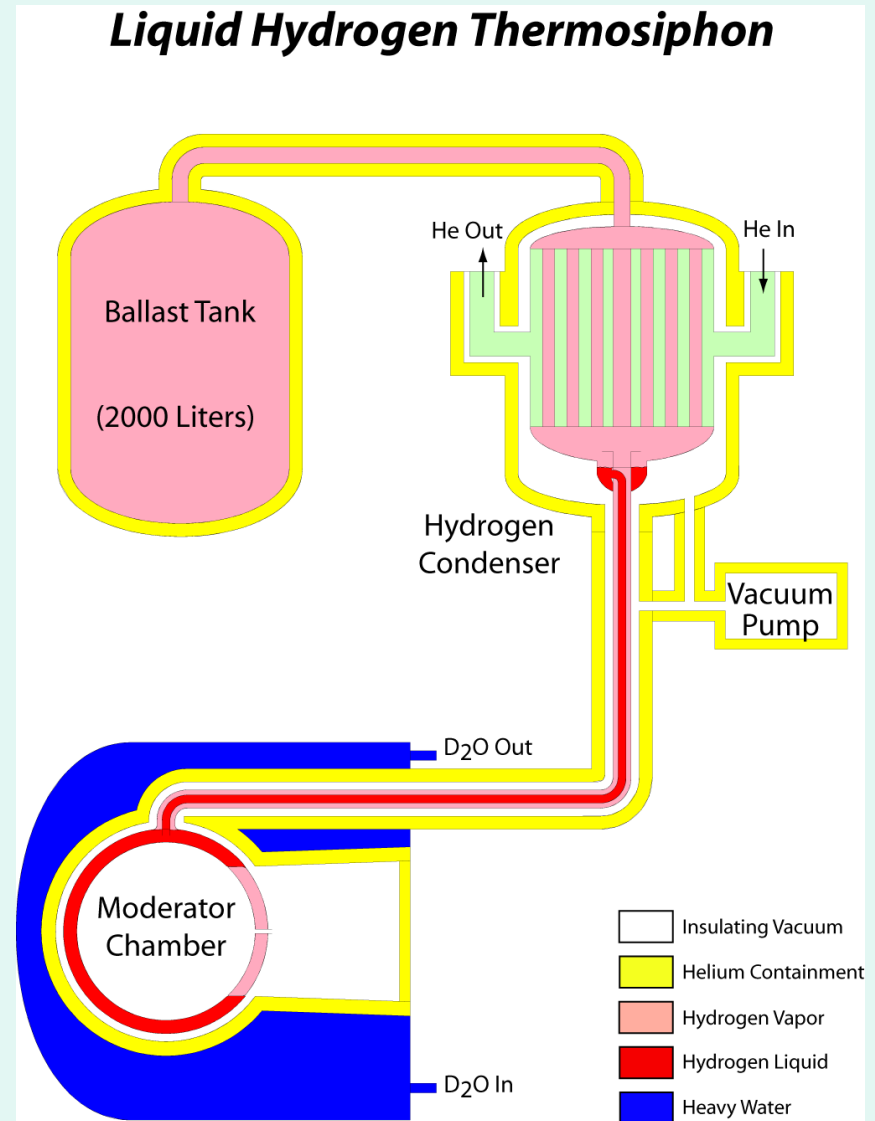 Liquid Hydrogen Thermosiphon
He Out
He In
Ballast Tank
(2000 Liters)
Hydrogen
Condenser
Vacuum
Pump
D2O Out
Moderator
Chamber
Insulating Vacuum
Helium Containment
Hydrogen Vapor
Hydrogen Liquid
D2O In
Heavy Water